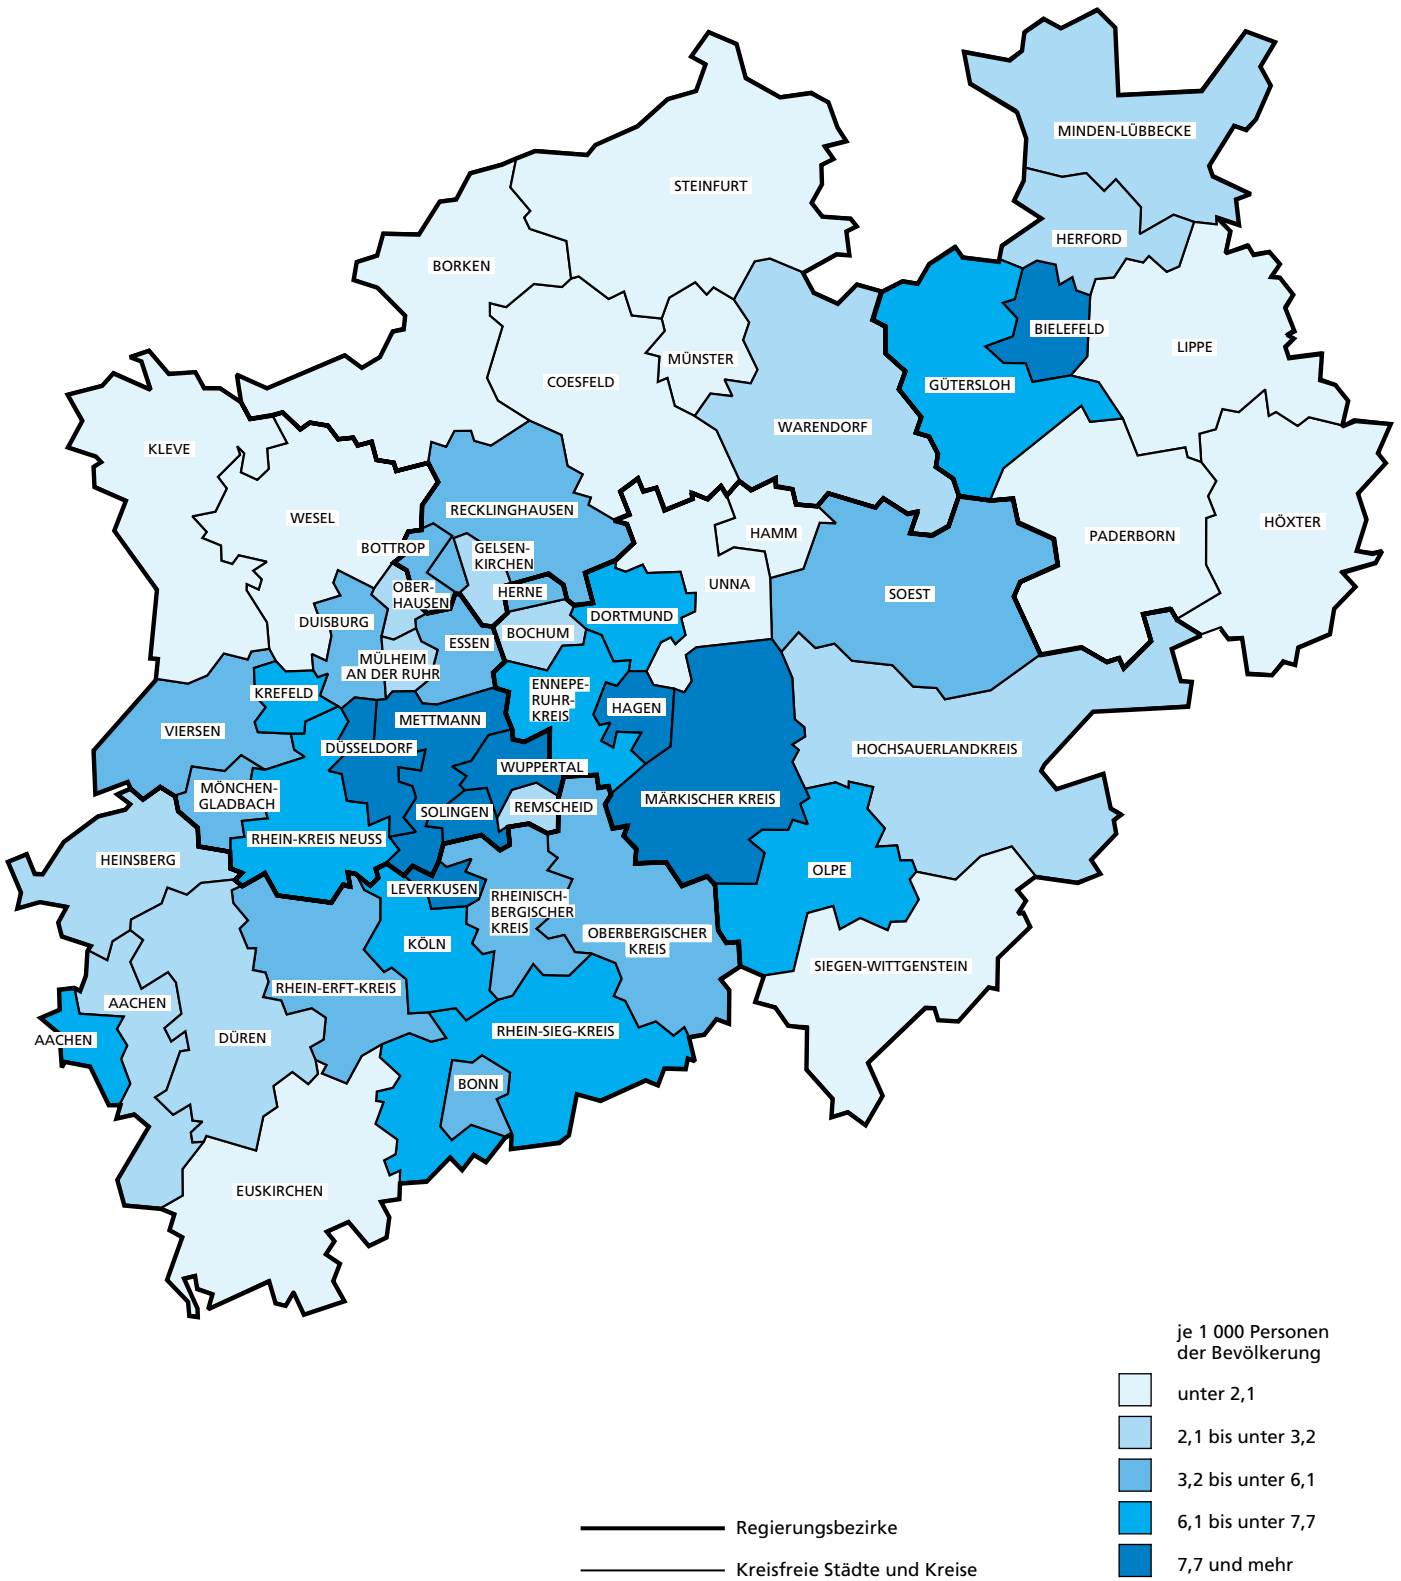 MINDEN-LÜBBECKE
STEINFURT
HERFORD
BORKEN
BIELEFELD
LIPPE
MÜNSTER
COESFELD
GÜTERSLOH
WARENDORF
KLEVE
RECKLINGHAUSEN
WESEL
HÖXTER
HAMM
PADERBORN
BOTTROP
GELSEN-
KIRCHEN
UNNA
OBER-
HAUSEN
HERNE
SOEST
DORTMUND
DUISBURG
BOCHUM
ESSEN
MÜLHEIM
AN DER RUHR
KREFELD
ENNEPE-
RUHR-
KREIS
HAGEN
METTMANN
VIERSEN
DÜSSELDORF
HOCHSAUERLANDKREIS
WUPPERTAL
MÖNCHEN-
GLADBACH
MÄRKISCHER KREIS
REMSCHEID
SOLINGEN
RHEIN-KREIS NEUSS
HEINSBERG
OLPE
LEVERKUSEN
RHEINISCH-
BERGISCHER
KREIS
OBERBERGISCHER
KREIS
KÖLN
SIEGEN-WITTGENSTEIN
RHEIN-ERFT-KREIS
AACHEN
RHEIN-SIEG-KREIS
DÜREN
AACHEN
BONN
EUSKIRCHEN
je 1 000 Personen
der Bevölkerung
unter 2,1
2,1 bis unter 3,2
3,2 bis unter 6,1
6,1 bis unter 7,7
7,7 und mehr
Regierungsbezirke
Kreisfreie Städte und Kreise